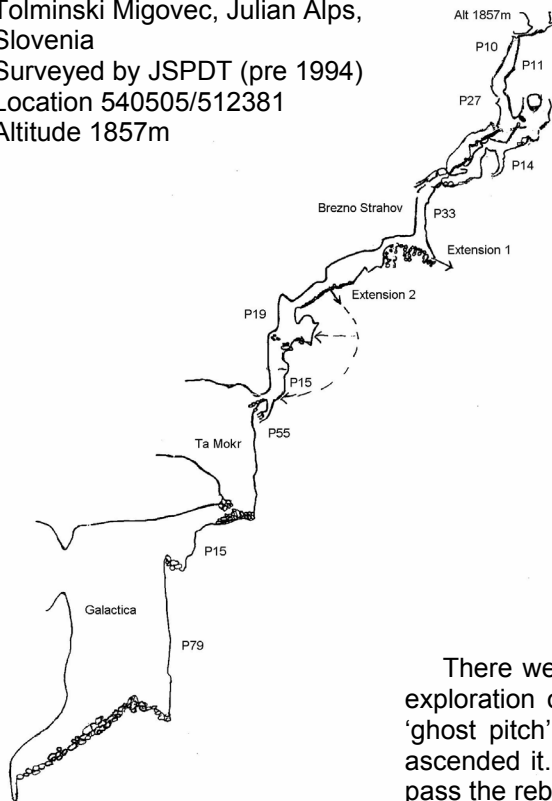 Tolminski Migovec, Julian Alps,
Slovenia
Surveyed by JSPDT (pre 1994)
Location 540505/512381
Altitude 1857m
Alt 1857m
P10
P11
P27
P14
Brezno Strahov
P33
Extension 1
Extension 2
P19
P15
P55
Ta Mokr
P15
Galactica
P79
There we
exploration o
‘ghost pitch’
ascended it.
pass the reb